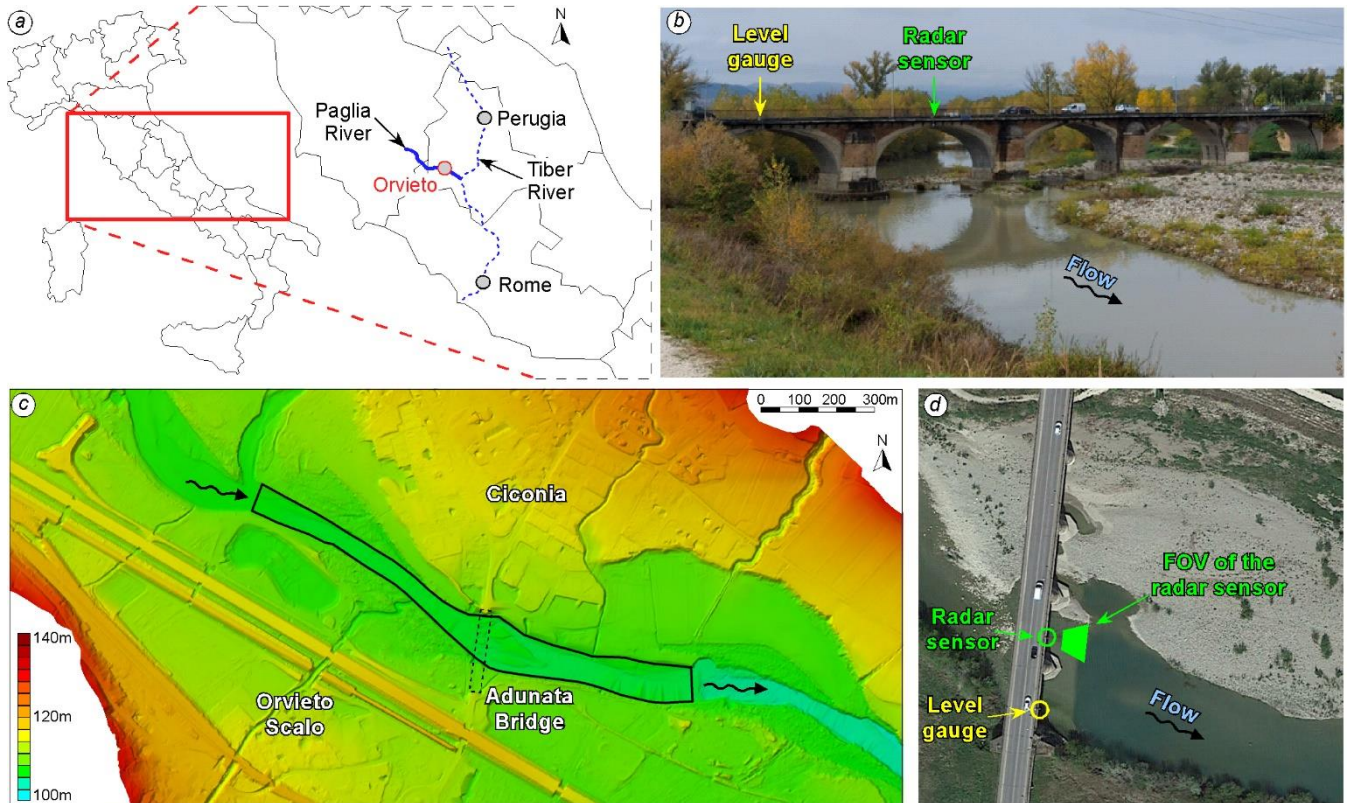 a
N
Paglia
River
Perugia
Orvieto
Tiber
River
Rome
b
Level
gauge
Radar
sensor
Flow
c
0 100 200 300m
N
Ciconia
Orvieto
Scalo
Adunata
Bridge
140m
120m
100m
d
FOV of the
radar sensor
Radar
sensor
Level
gauge
Flow